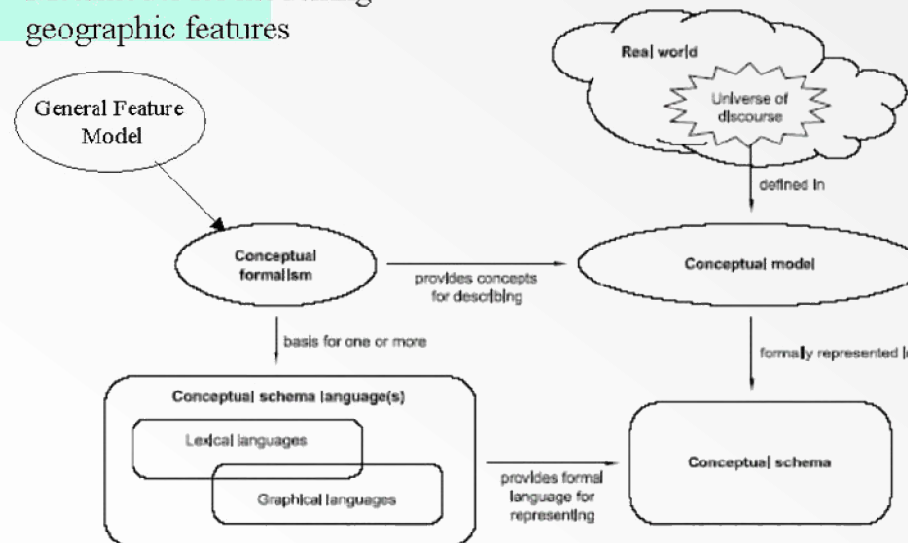 geographic features
General Feature
Model
Real world
Universe of
discourse
defined in
Conceptual
formalism
provides concepts
for describing
Conceptual model
basis for one or more
formally represented
Conceptual schema language(s)
Lexical languages
Graphical languages
provides formal
language for
representing
Conceptual schema